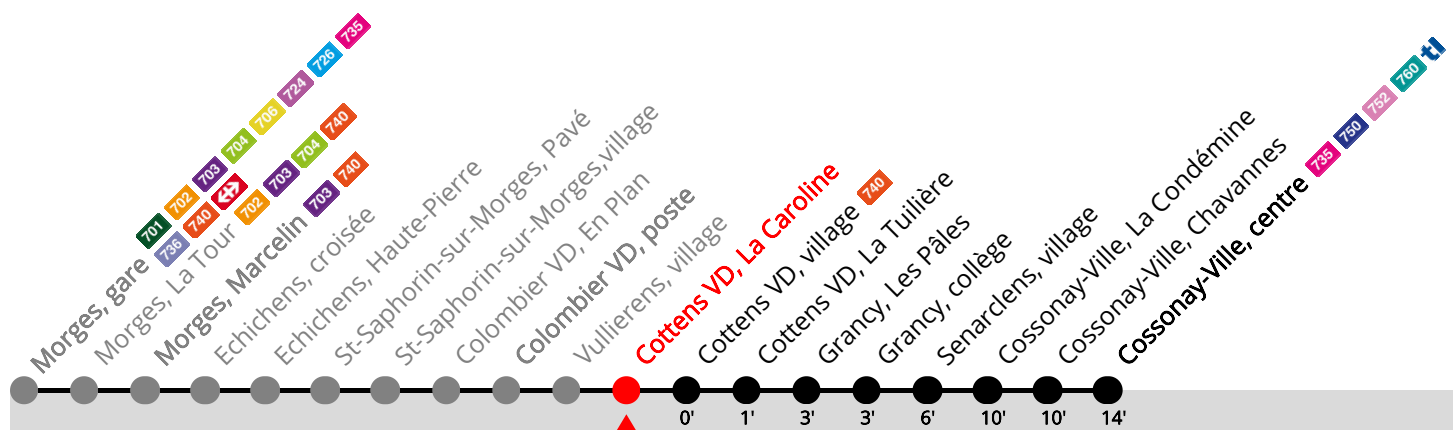 Morges, gare 701 702 703 704 706 724 726 735
736 740
Morges, La Tour 702 703 704 740
Morges, Marcelin 703 740
Echichens, croisée
Echichens, Haute-Pierre
St-Saphorin-sur-Morges, Pavé
St-Saphorin-sur-Morges,village
Colombier VD, En Plan
Colombier VD, poste
Vullierens, village
Cottens VD, La Caroline
Cottens VD, village 740
Cottens VD, La Tuilière
Grancy, Les Pâles
Grancy, collège
Senarclens, village
Cossonay-Ville, La Condémine
Cossonay-Ville, Chavannes
Cossonay-Ville, centre 735 750 752 760 tl
0' 1' 3' 3' 6' 10' 10' 14'